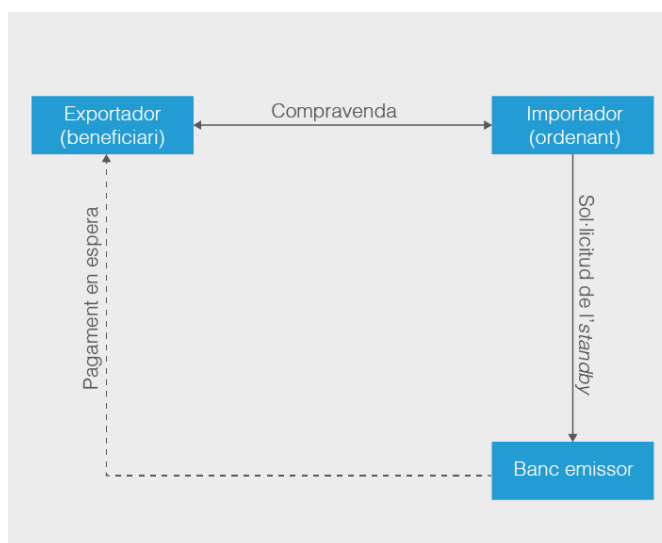 Exportador
(beneficiari)
Compravenda
Importador
(ordenant)
Pagament en espera
Sol·licitud de l'standby
Banc emissor